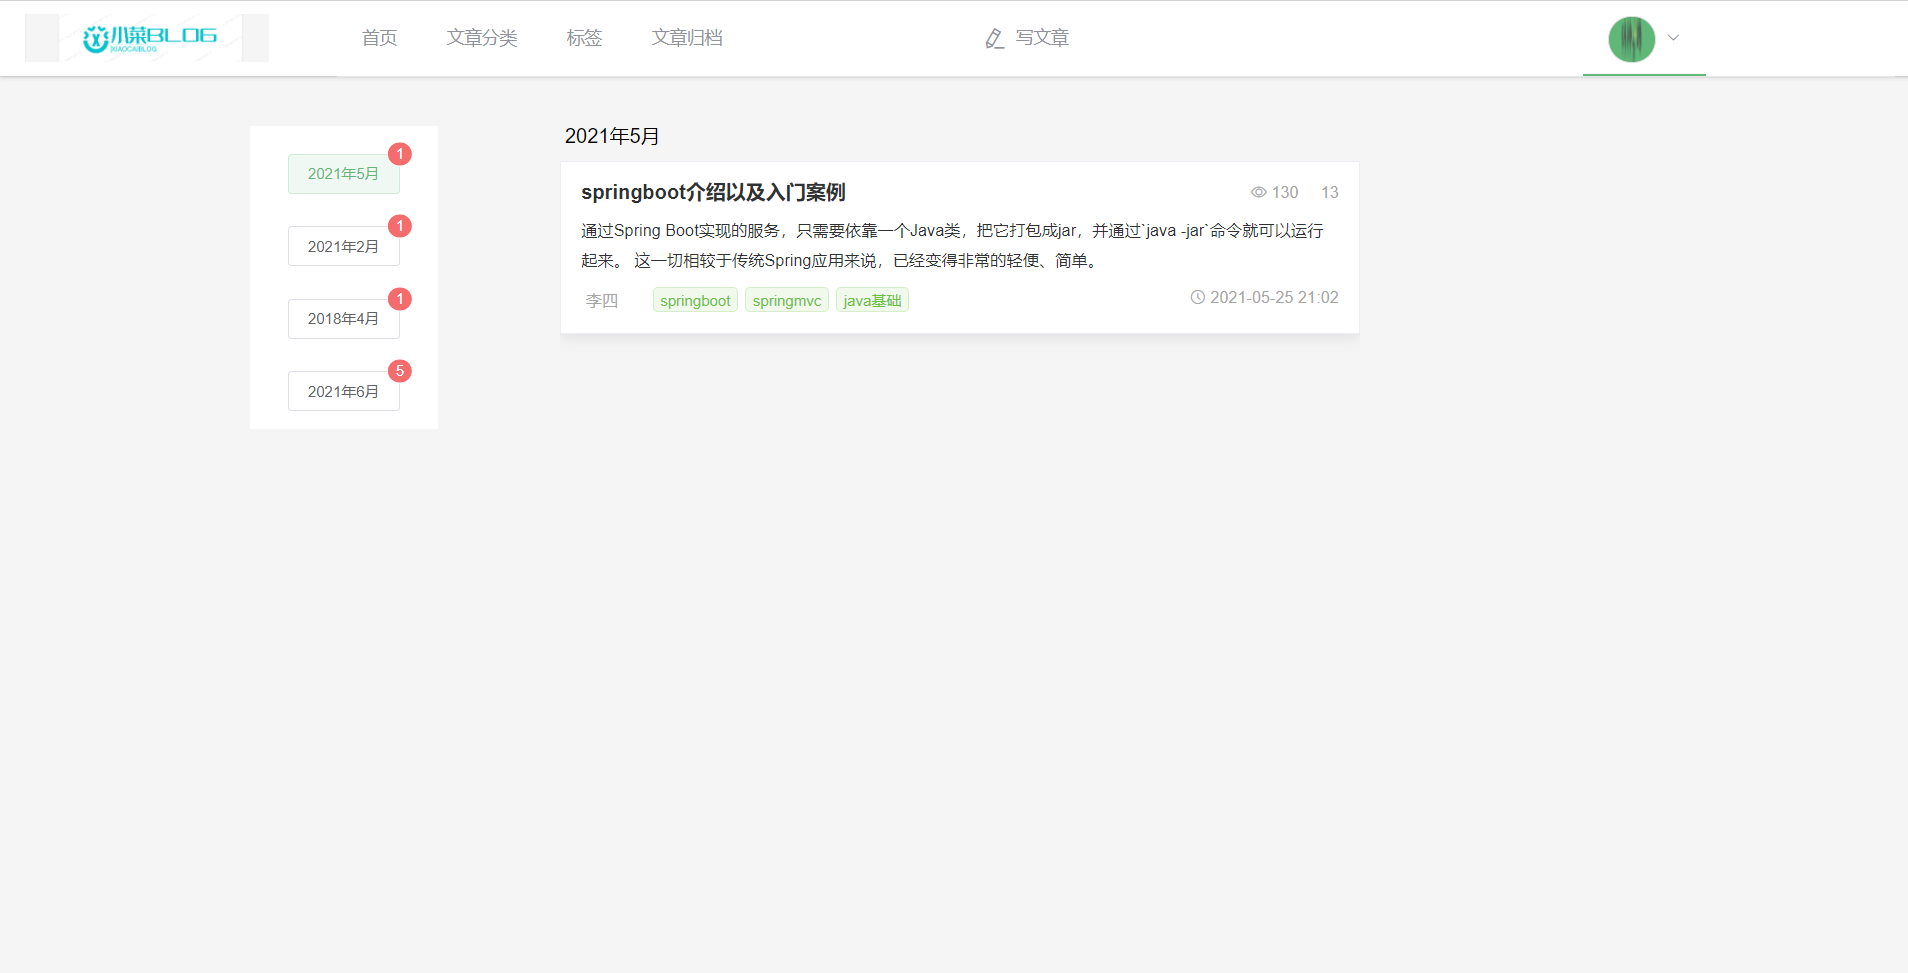 小菜BLOG
XIAOCAIBLOG
首页
文章分类
标签
文章归档
写文章
2021年5月
1
2021年2月
1
2018年4月
1
2021年6月
5
2021年5月
springboot介绍以及入门案例
130
13
通过Spring Boot实现的服务，只需要依靠一个Java类，把它打包成jar，并通过`java -jar`命令就可以运行
起来。 这一切相较于传统Spring应用来说，已经变得非常的轻便、简单。
李四
springboot
springmvc
java基础
2021-05-25 21:02